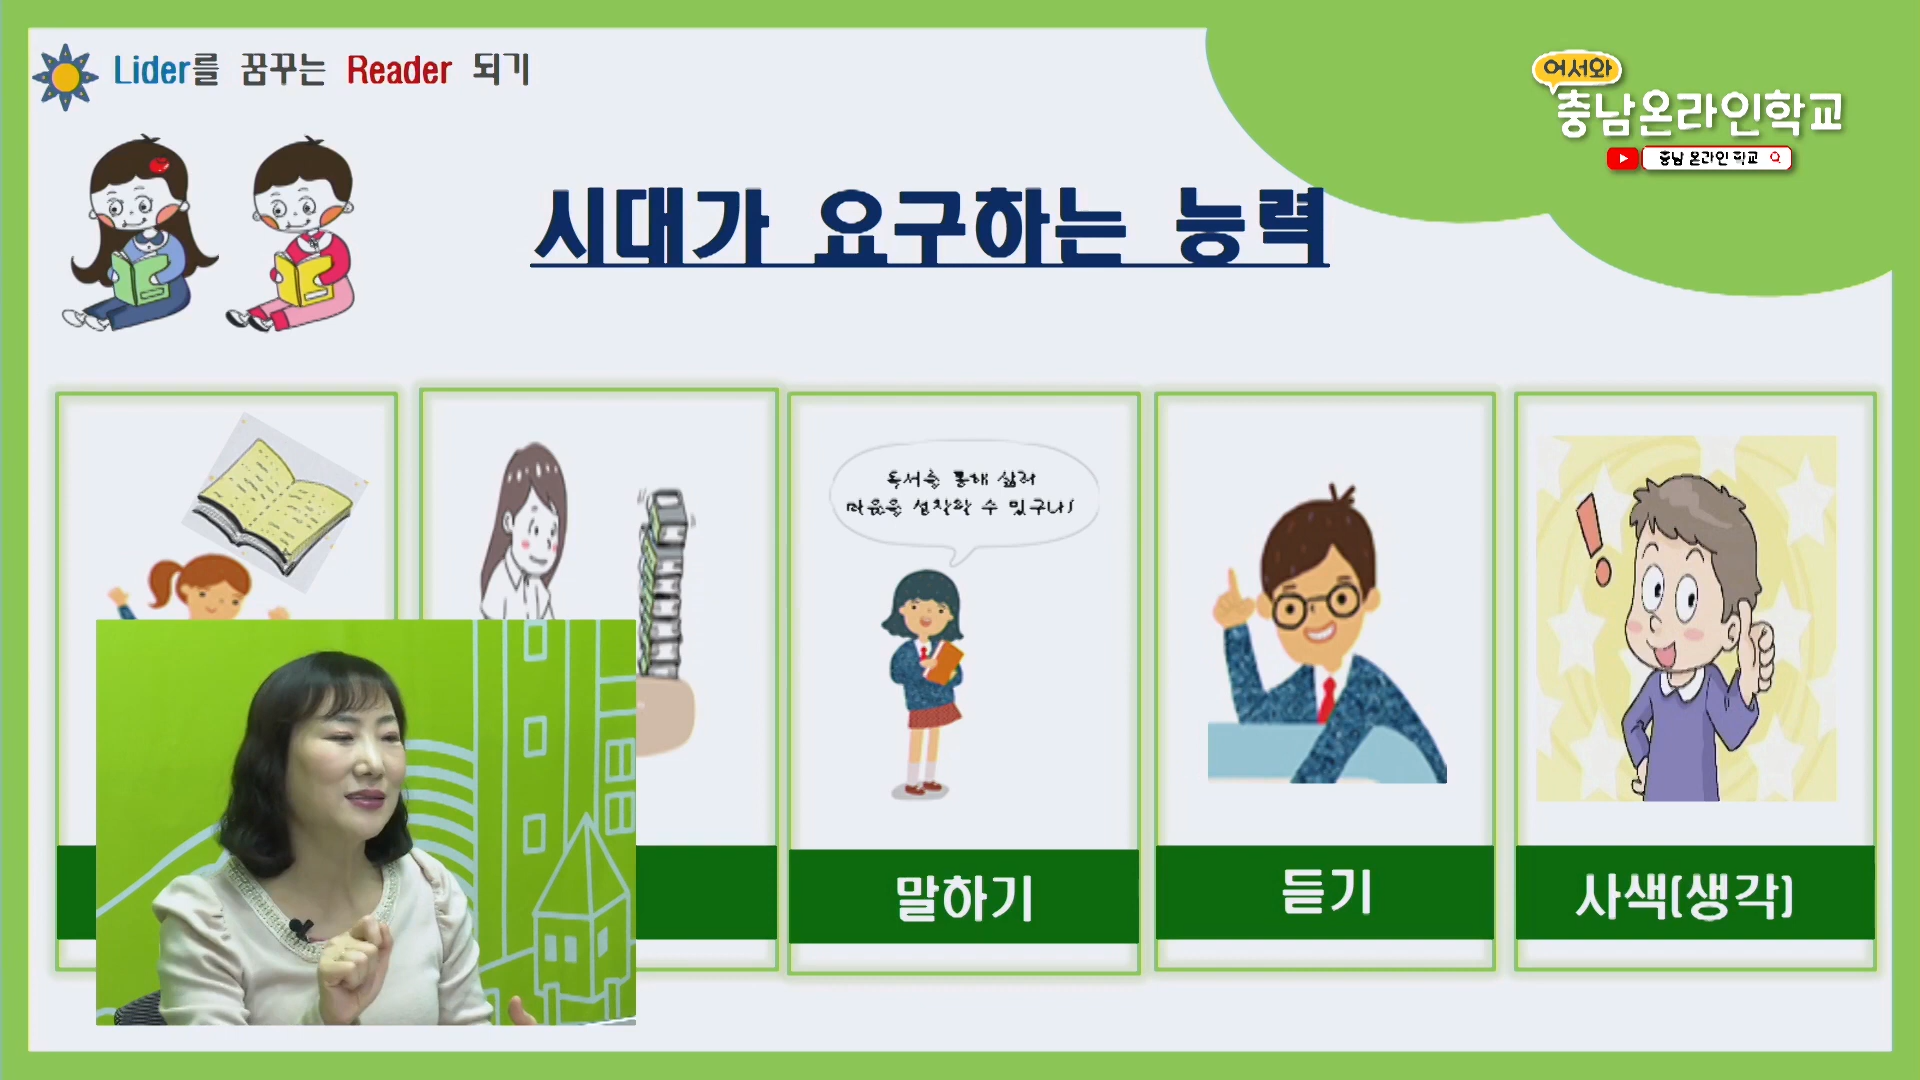 Lider를 꿈꾸는 Reader 되기
어서와
충남온라인학교
충남 온라인 학교
시대가 요구하는 능력
독서를 통해 삶과
마음을 성찰할 수 있구나!
말하기
듣기
사색(생각)